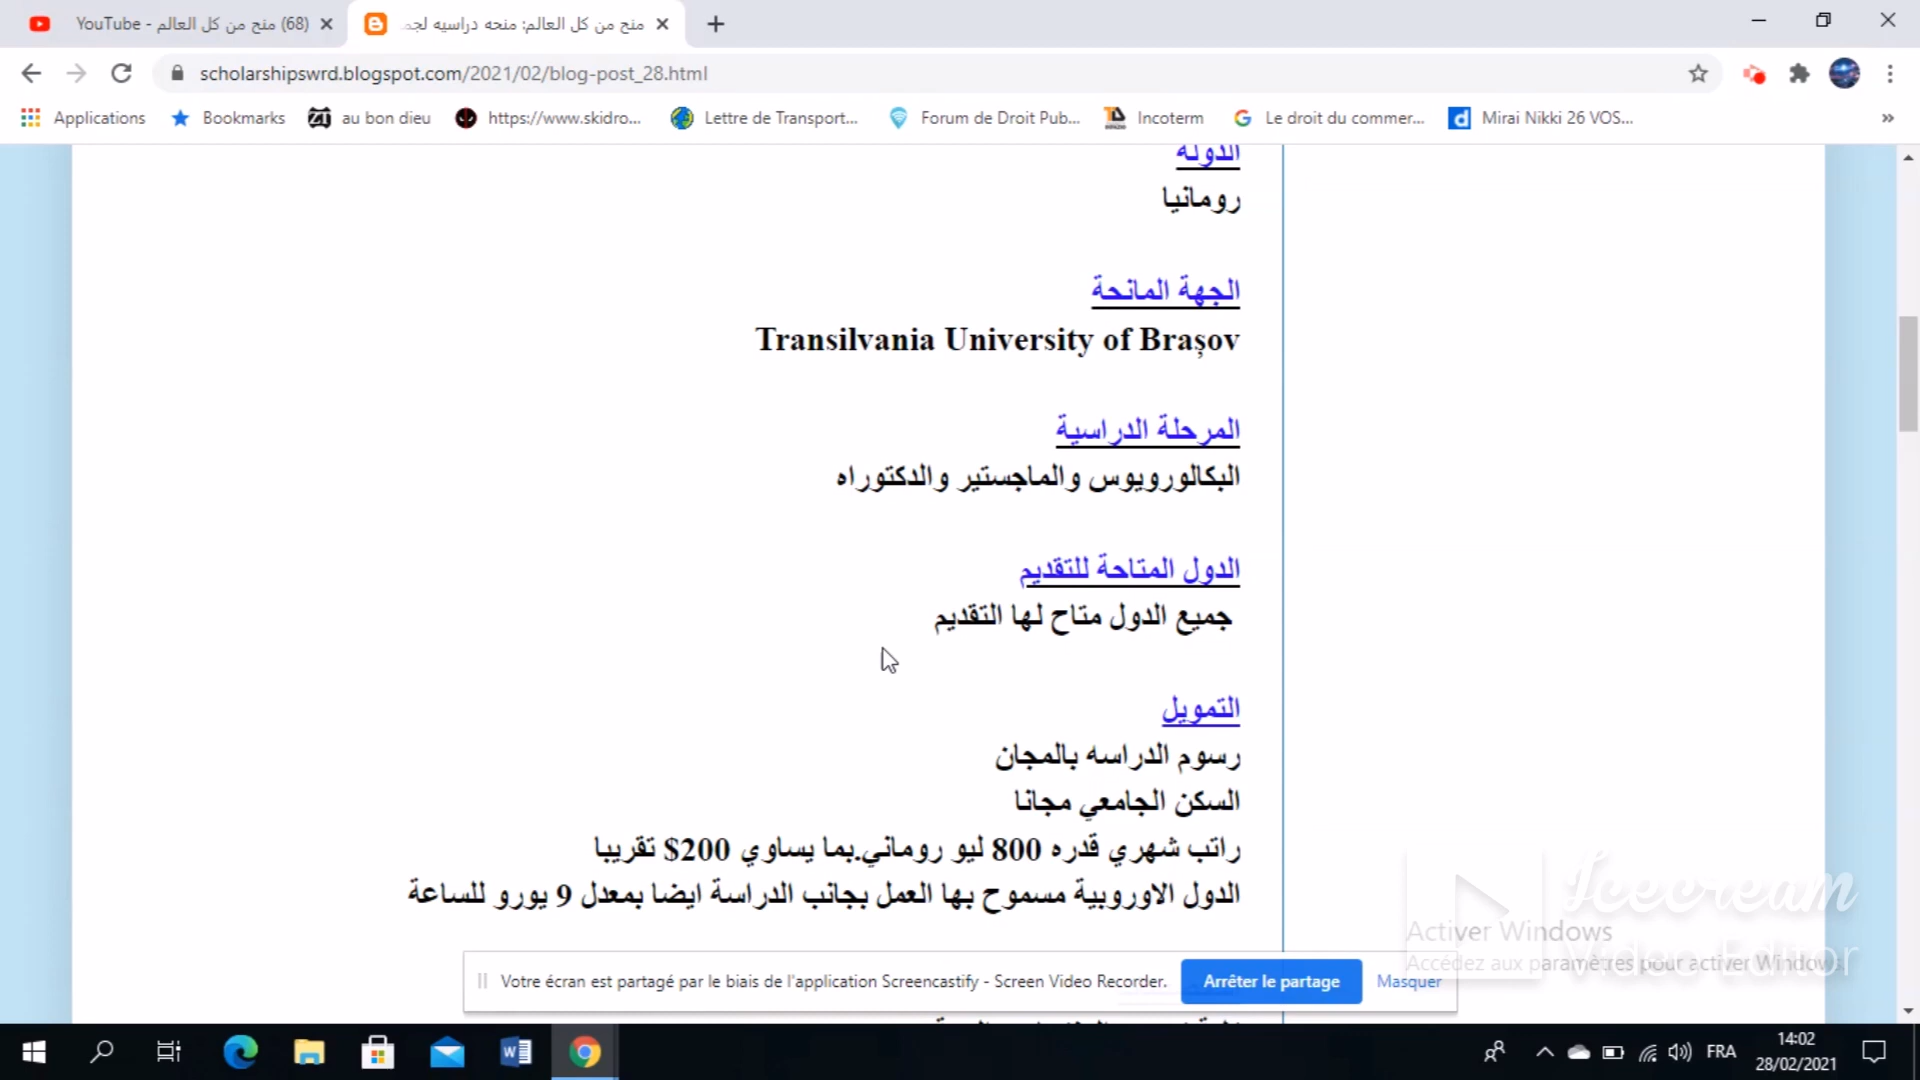 YouTube - منح من كل العالم (68)
منح من كل العالم: منحه دراسيه لجمـ
scholarshipswrd.blogspot.com/2021/02/blog-post_28.html
Applications
Bookmarks
au bon dieu
https://www.skidro...
Lettre de Transport...
Forum de Droit Pub...
Incoterm
Le droit du commer...
Mirai Nikki 26 VOS...
»
الدولة
رومانيا
الجهة المانحة
Transilvania University of Brașov
المرحلة الدراسية
البكالورويوس والماجستير والدكتوراه
الدول المتاحة للتقديم
جميع الدول متاح لها التقديم
التمويل
رسوم الدراسه بالمجان
السكن الجامعي مجانا
راتب شهري قدره 800 ليو روماني.بما يساوي 200$ تقريبا
الدول الاوروبية مسموح بها العمل بجانب الدراسة ايضا بمعدل 9 يورو للساعة
Icecream
Video Editor
Activer Windows
Accédez aux paramètres pour activer Windows.
Votre écran est partagé par le biais de l'application Screencastify - Screen Video Recorder.
Arrêter le partage
Masquer
FRA
14:02
28/02/2021